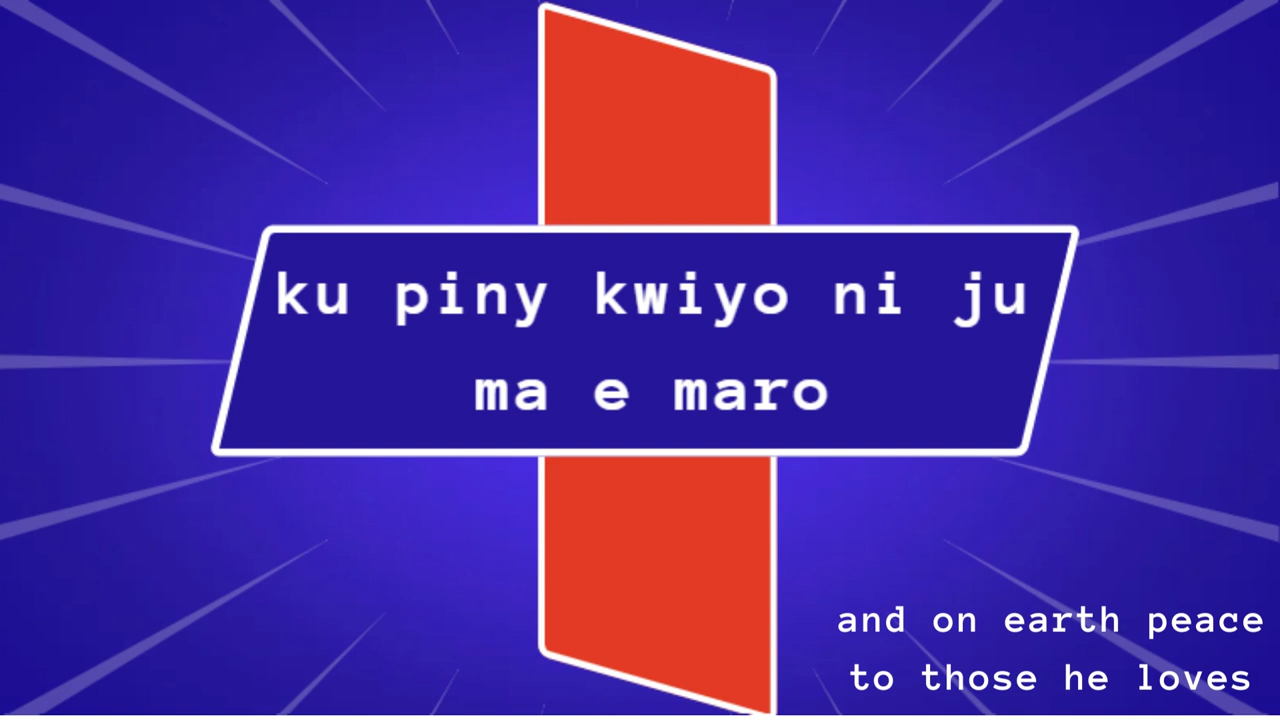 ku piny kwiyo ni ju
ma e maro
and on earth peace
to those he loves